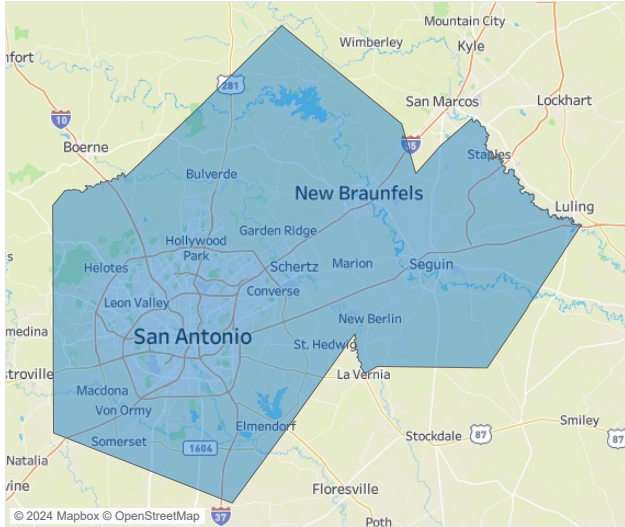 Mountain City
Wimberley
Kyle
nfort
281
San Marcos
Lockhart
10
35
Boerne
Staples
Bulverde
New Braunfels
Luling
Garden Ridge
Hollywood
Park
Helotes
Schertz
Marion
Seguin
Converse
Leon Valley
New Berlin
medina
San Antonio
St. Hedwig
stroville
La Vernia
Macdona
Von Ormy
Smiley
Elmendorf
Stockdale
87
87
Somerset
1604
Natalia
vine
Floresville
37
Poth
© 2024 Mapbox © OpenStreetMap